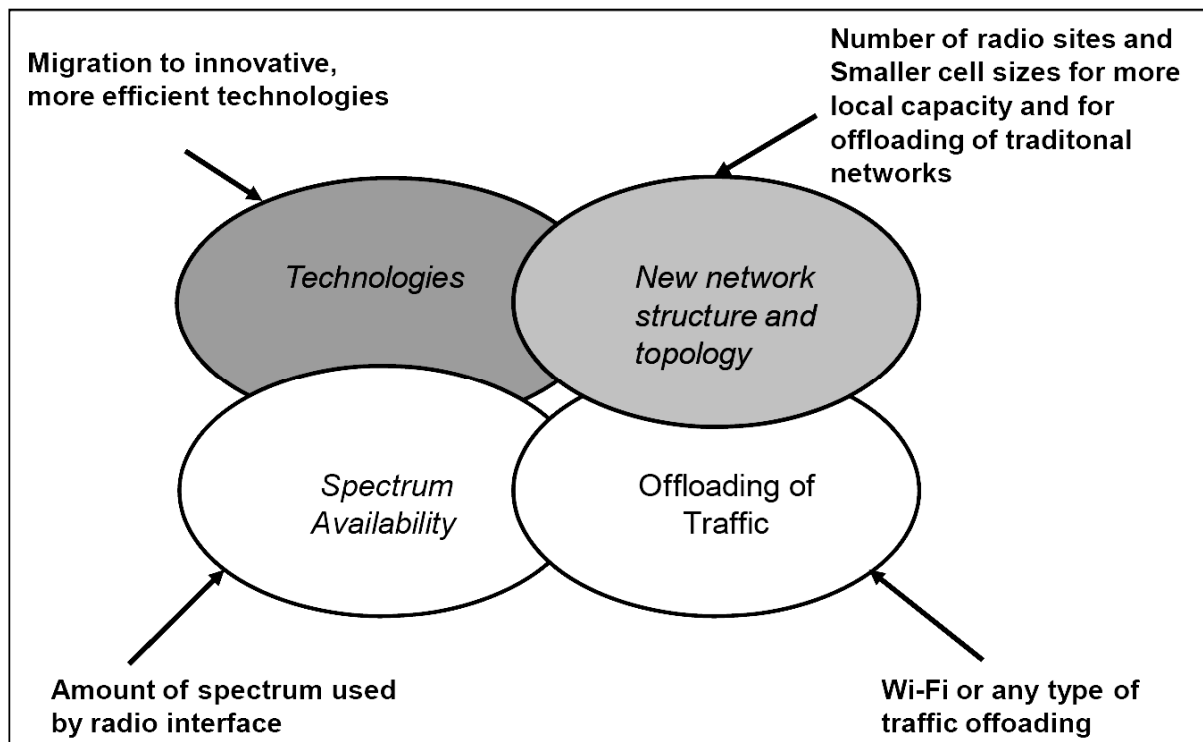 Migration to innovative,
more efficient technologies
Number of radio sites and
Smaller cell sizes for more
local capacity and for
offloading of traditonal
networks
Technologies
New network
structure and
topology
Spectrum
Availability
Offloading of
Traffic
Amount of spectrum used
by radio interface
Wi-Fi or any type of
traffic offoading